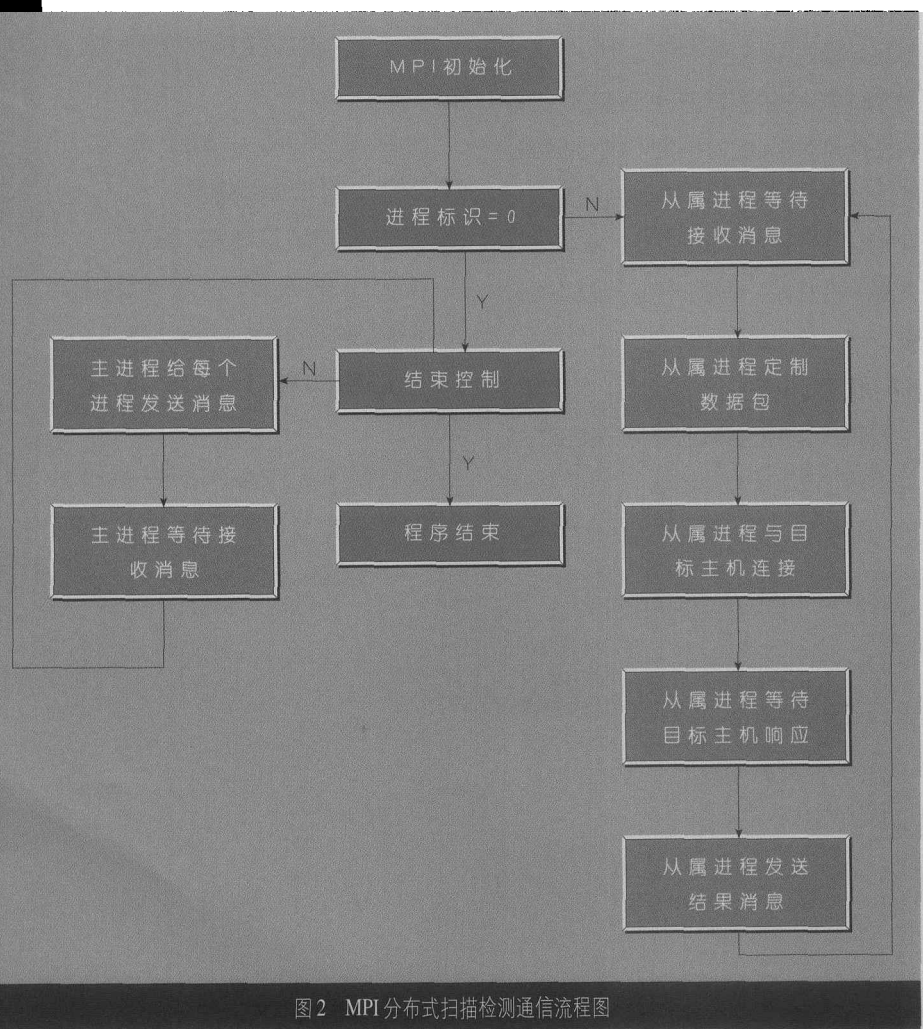 MPI初始化
进程标识=0
N
从属进程等待
接收消息
Y
主进程给每个
进程发送消息
N
结束控制
从属进程定制
数据包
Y
主进程等待接
收消息
程序结束
从属进程与目
标主机连接
从属进程等待
目标主机响应
从属进程发送
结果消息
图2 MPI分布式扫描检测通信流程图